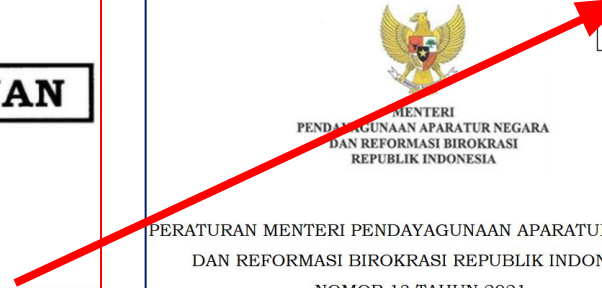 AN
MENTERI
PENDAYAGUNAAN APARATUR NEGARA
DAN REFORMASI BIROKRASI
REPUBLIK INDONESIA
PERATURAN MENTERI PENDAYAGUNAAN APARATU
DAN REFORMASI BIROKRASI REPUBLIK INDON